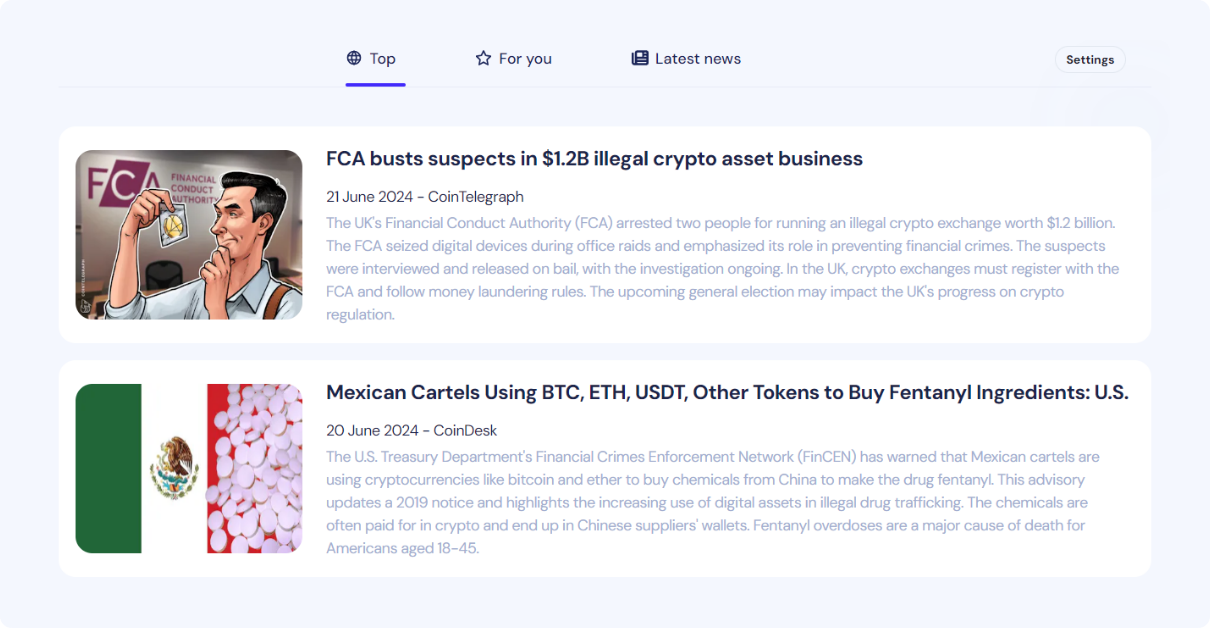 Top
For you
Latest news
Settings
FCA
FINANCIAL
CONDUCT
AUTHORITY
FCA busts suspects in $1.2B illegal crypto asset business
21 June 2024 – CoinTelegraph
The UK's Financial Conduct Authority (FCA) arrested two people for running an illegal crypto exchange worth $1.2 billion.
The FCA seized digital devices during office raids and emphasized its role in preventing financial crimes. The suspects
were interviewed and released on bail, with the investigation ongoing. In the UK, crypto exchanges must register with the
FCA and follow money laundering rules. The upcoming general election may impact the UK's progress on crypto
regulation.
Mexican Cartels Using BTC, ETH, USDT, Other Tokens to Buy Fentanyl Ingredients: U.S.
20 June 2024 – CoinDesk
The U.S. Treasury Department's Financial Crimes Enforcement Network (FinCEN) has warned that Mexican cartels are
using cryptocurrencies like bitcoin and ether to buy chemicals from China to make the drug fentanyl. This advisory
updates a 2019 notice and highlights the increasing use of digital assets in illegal drug trafficking. The chemicals are
often paid for in crypto and end up in Chinese suppliers' wallets. Fentanyl overdoses are a major cause of death for
Americans aged 18–45.